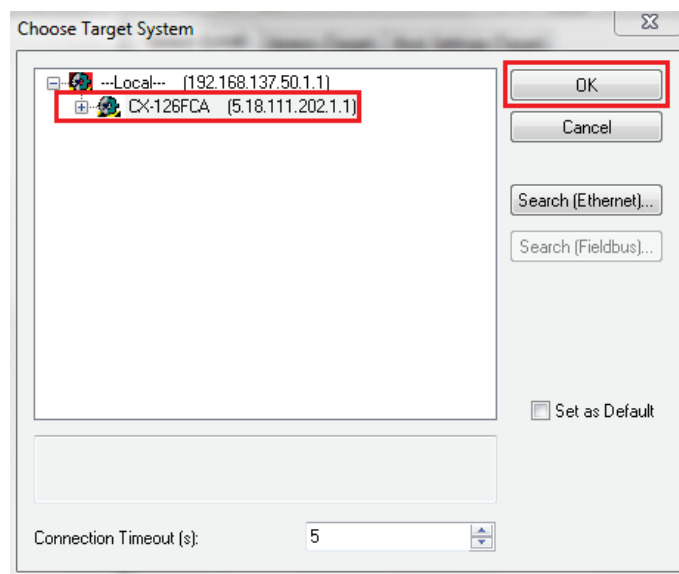 Choose Target System
---Local--- (192.168.137.50.1.1)
CX-126FCA (5.18.111.202.1.1)
OK
Cancel
Search (Ethernet)...
Search (Fieldbus)...
Set as Default
Connection Timeout (s): 5